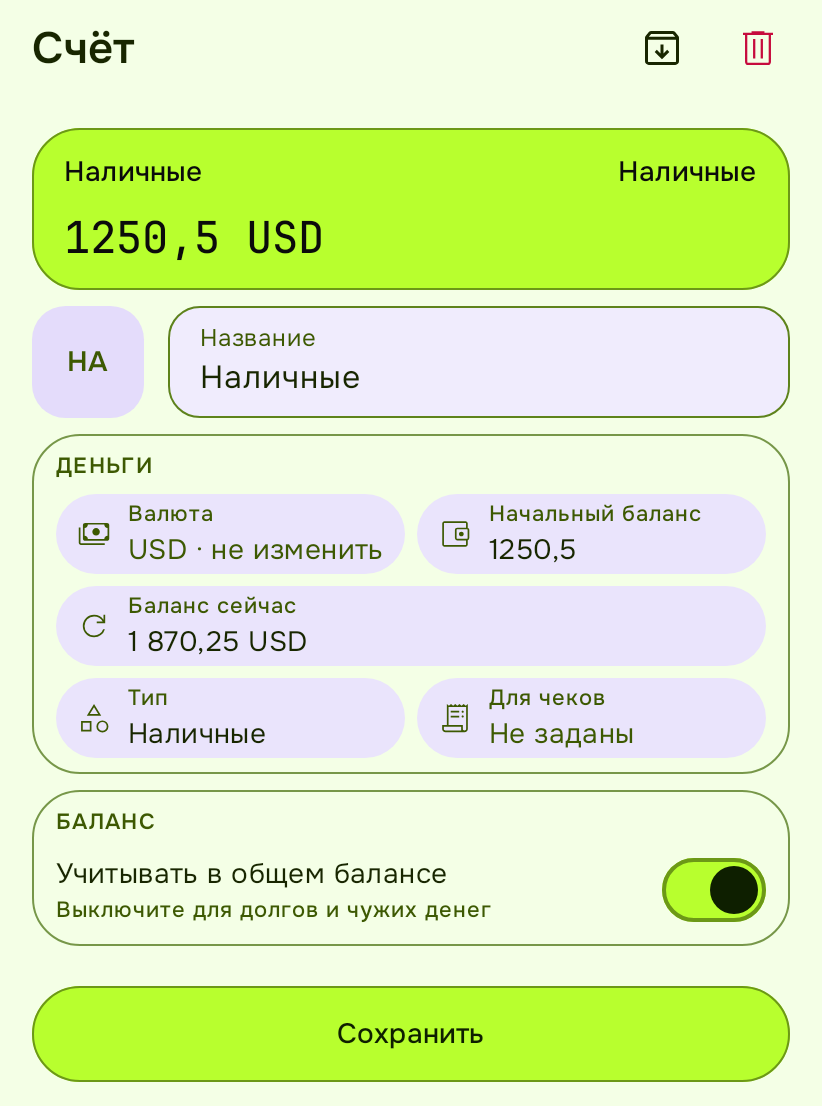 Счёт
Наличные Наличные
1250,5 USD
НА
Название
Наличные
ДЕНЬГИ
Валюта
USD · не изменить
Начальный баланс
1250,5
Баланс сейчас
1 870,25 USD
Тип
Наличные
Для чеков
Не заданы
БАЛАНС
Учитывать в общем балансе
Выключите для долгов и чужих денег
Сохранить